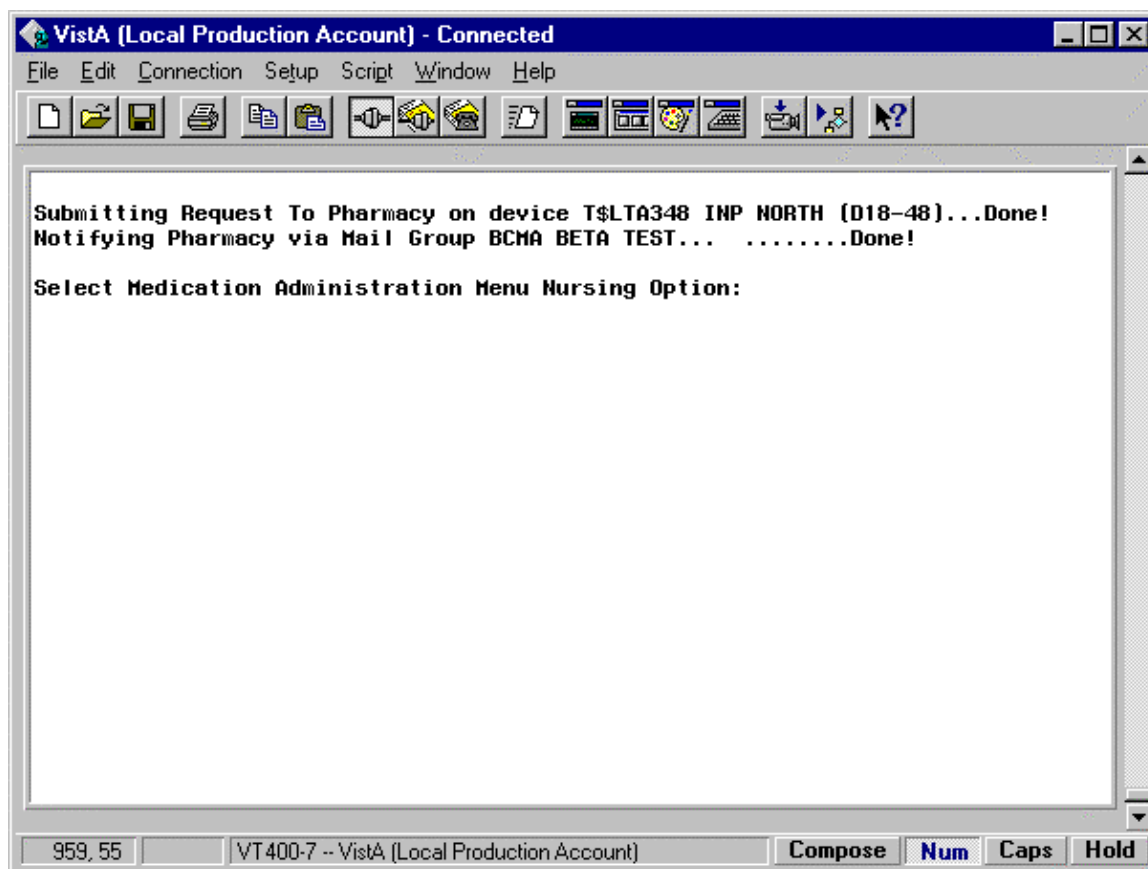 VistA (Local Production Account) - Connected
File Edit Connection Setup Script Window Help
Submitting Request To Pharmacy on device T$LTA348 INP NORTH (D18-48)...Done!
Notifying Pharmacy via Mail Group BCMA BETA TEST... ........Done!
Select Medication Administration Menu Nursing Option:
959, 55 VT400-7 -- VistA (Local Production Account) Compose Num Caps Hold